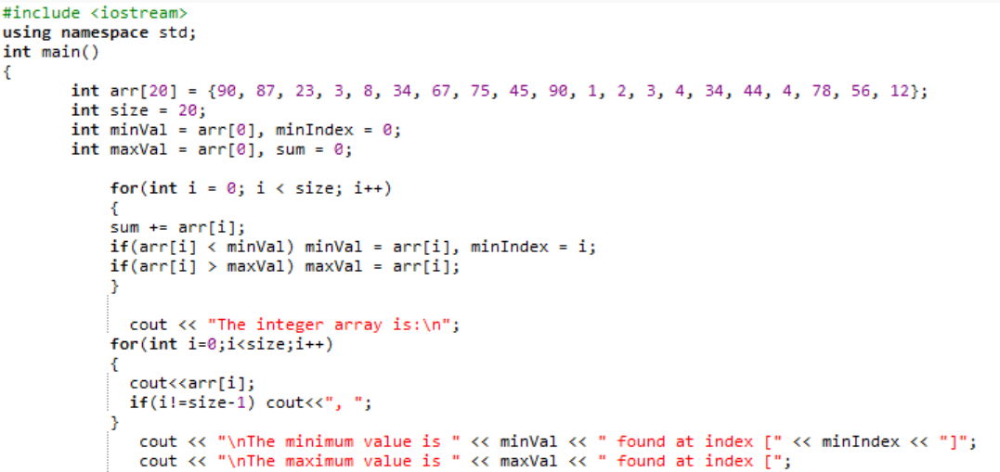 #include <iostream>
using namespace std;
int main()
{
int arr[20] = {90, 87, 23, 3, 8, 34, 67, 75, 45, 90, 1, 2, 3, 4, 34, 44, 4, 78, 56, 12};
int size = 20;
int minVal = arr[0], minIndex = 0;
int maxVal = arr[0], sum = 0;
for(int i = 0; i < size; i++)
{
sum += arr[i];
if(arr[i] < minVal) minVal = arr[i], minIndex = i;
if(arr[i] > maxVal) maxVal = arr[i];
}
cout << "The integer array is:\n";
for(int i=0;i<size;i++)
{
cout<<arr[i];
if(i!=size-1) cout<<", ";
}
cout << "\nThe minimum value is " << minVal << " found at index [" << minIndex << "]";
cout << "\nThe maximum value is " << maxVal << " found at index [";